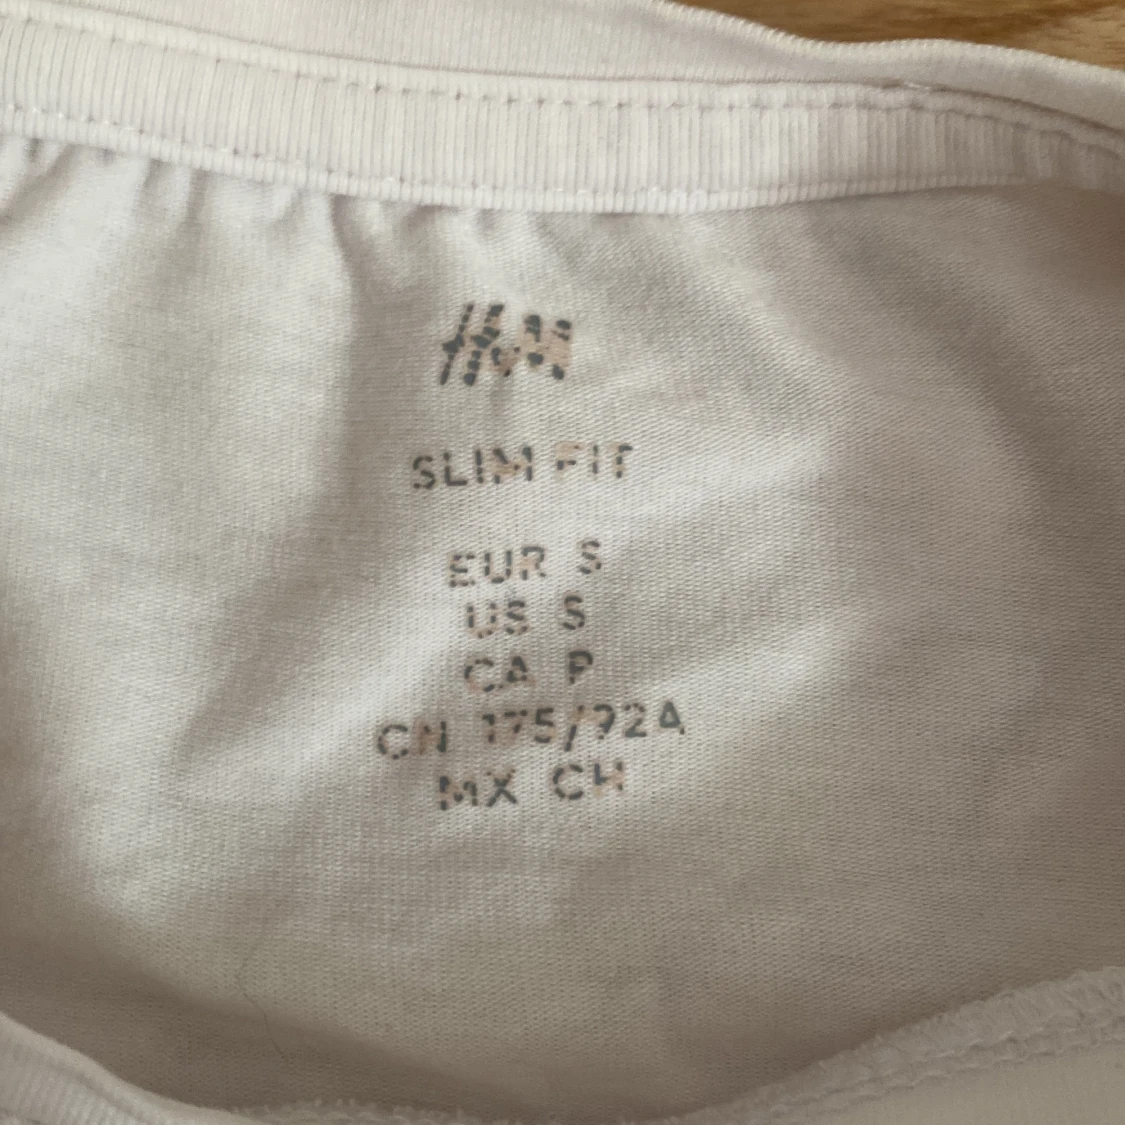 H&M
SLIM FIT
EUR S
US S
CA P
CN 175/92A
MX CH